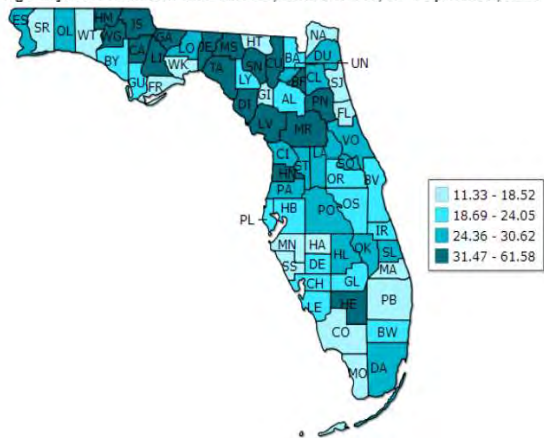 ES
SR
OL
WT
HM
JS
WG
CA
BY
GU
LI
GA
LO
WK
FR
JE
MS
TA
HT
LY
SN
CU
GI
DI
LV
NA
BA
DU
UN
CL
SJ
AL
PN
FL
MR
VO
CI
ST
LA
OR
BV
PA
HB
PO
OS
PL
IR
MN
HA
HL
OK
SL
SS
DE
MA
CH
GL
LE
HE
PB
CO
BW
MO
DA
11.33 - 18.52
18.69 - 24.05
24.36 - 30.62
31.47 - 61.58